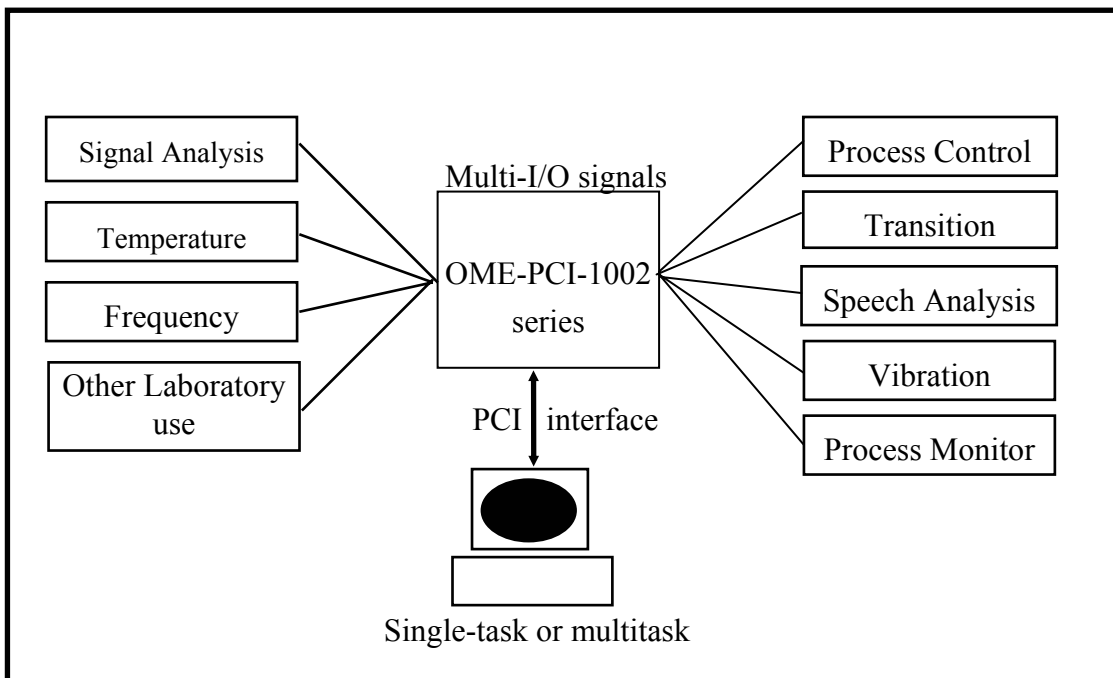 Signal Analysis
Temperature
Frequency
Other Laboratory
use
Multi-I/O signals
OME-PCI-1002
series
PCI interface
Single-task or multitask
Process Control
Transition
Speech Analysis
Vibration
Process Monitor